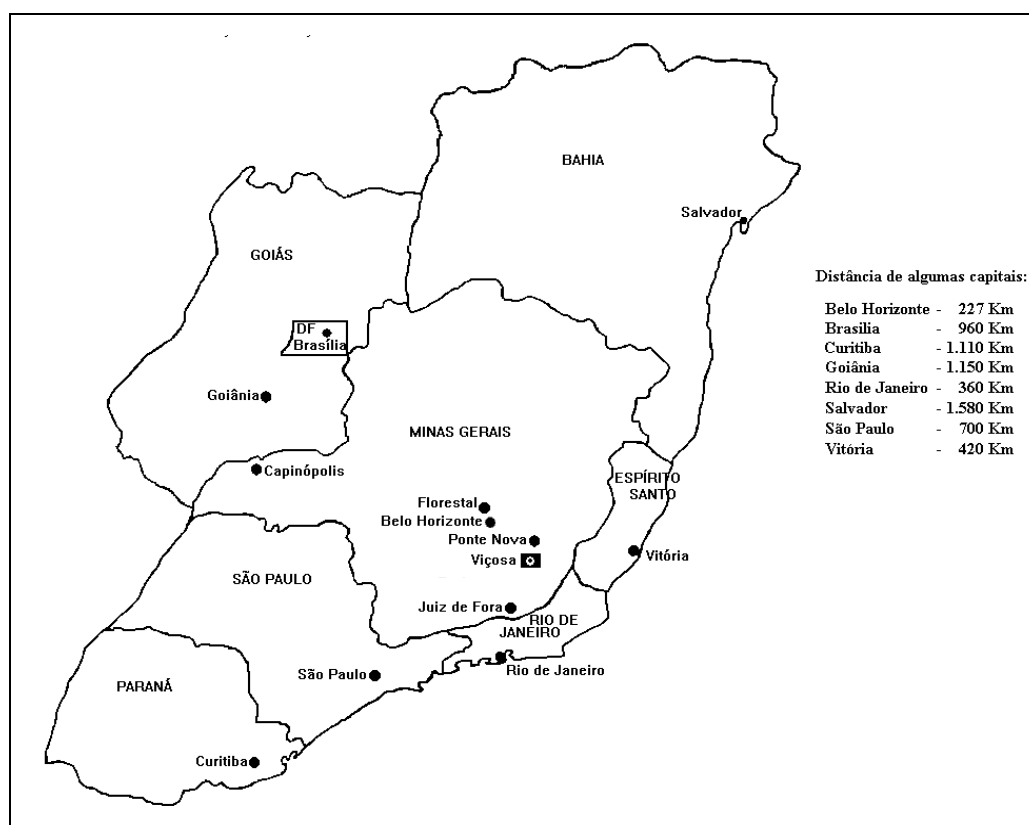 BAHIA
Salvador
GOIÁS
Distância de algumas capitais:
Belo Horizonte - 227 Km
Brasilia - 960 Km
Curitiba - 1.110 Km
Goiânia - 1.150 Km
Rio de Janeiro - 360 Km
Salvador - 1.580 Km
São Paulo - 700 Km
Vitória - 420 Km
DF
Brasília
Goiânia
MINAS GERAIS
Capinópolis
ESPÍRITO
SANTO
Florestal
Belo Horizonte
Ponte Nova
Viçosa
Vitória
SÃO PAULO
Juiz de Fora
RIO DE
JANEIRO
Rio de Janeiro
São Paulo
PARANÁ
Curitiba